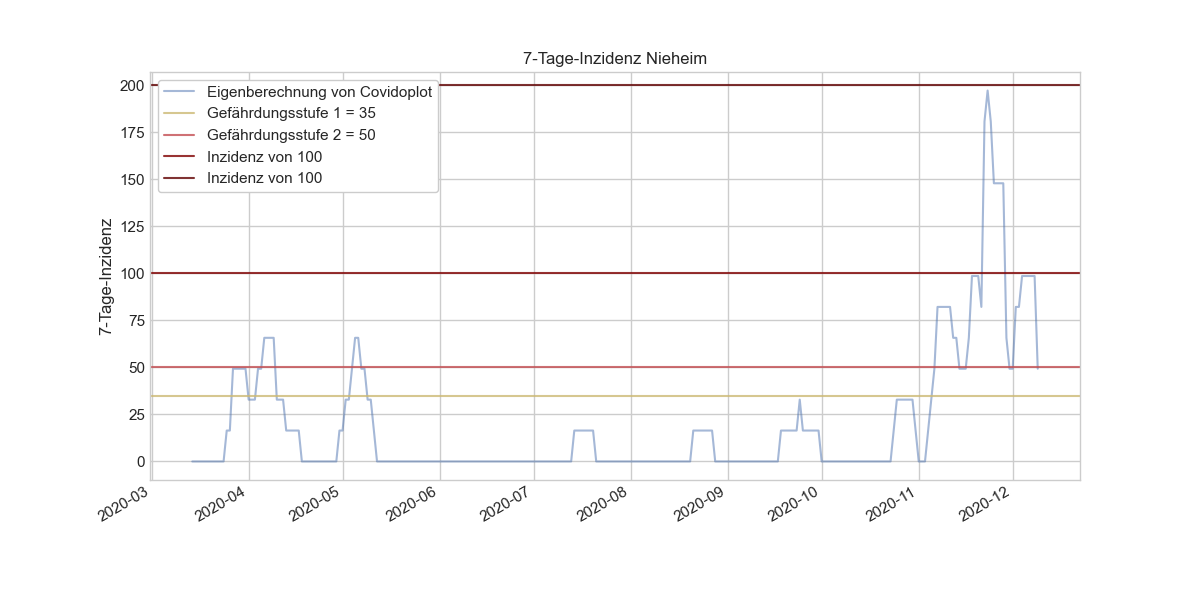 7-Tage-Inzidenz Nieheim
Eigenberechnung von Covidoplot
Gefährdungsstufe 1 = 35
Gefährdungsstufe 2 = 50
Inzidenz von 100
Inzidenz von 100
7-Tage-Inzidenz
200
175
150
125
100
75
50
25
0
2020-03
2020-04
2020-05
2020-06
2020-07
2020-08
2020-09
2020-10
2020-11
2020-12